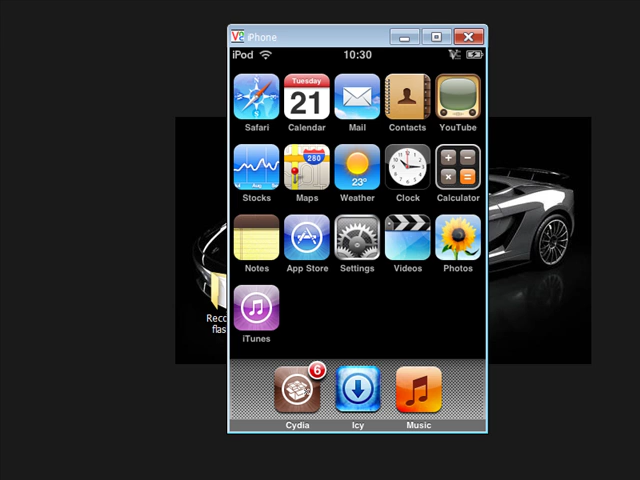 iPhone
iPod 10:30
Tuesday
21
280
23°
Safari Calendar Mail Contacts YouTube
Stocks Maps Weather Clock Calculator
Notes App Store Settings Videos Photos
iTunes
6
Cydia Icy Music